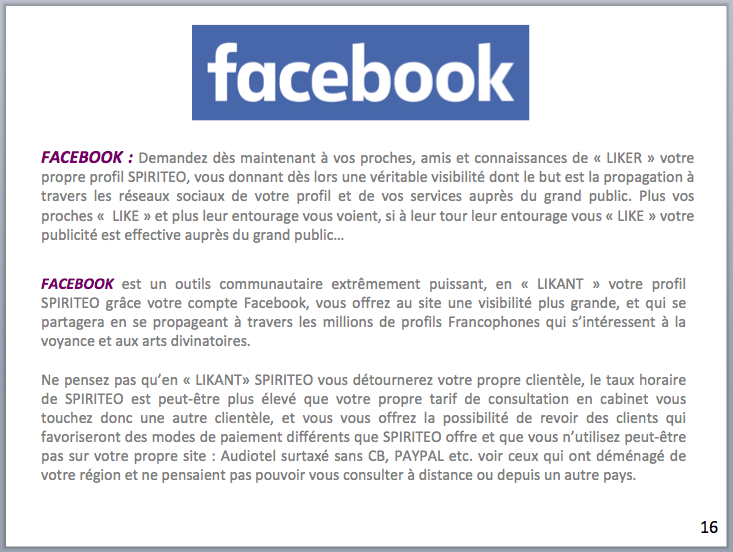 facebook
FACEBOOK : Demandez dès maintenant à vos proches, amis et connaissances de « LIKER » votre
propre profil SPIRITEO, vous donnant dès lors une véritable visibilité dont le but est la propagation à
travers les réseaux sociaux de votre profil et de vos services auprès du grand public. Plus vos
proches « LIKE » et plus leur entourage vous voient, si à leur tour leur entourage vous « LIKE » votre
publicité est effective auprès du grand public…
FACEBOOK est un outils communautaire extrêmement puissant, en « LIKANT » votre profil
SPIRITEO grâce votre compte Facebook, vous offrez au site une visibilité plus grande, et qui se
partagera en se propageant à travers les millions de profils Francophones qui s’intéressent à la
voyance et aux arts divinatoires.
Ne pensez pas qu’en « LIKANT» SPIRITEO vous détournerez votre propre clientèle, le taux horaire
de SPIRITEO est peut-être plus élevé que votre propre tarif de consultation en cabinet vous
touchez donc une autre clientèle, et vous vous offrez la possibilité de revoir des clients qui
favoriseront des modes de paiement différents que SPIRITEO offre et que vous n’utilisez peut-être
pas sur votre propre site : Audiotel surtaxé sans CB, PAYPAL etc. voir ceux qui ont déménagé de
votre région et ne pensaient pas pouvoir vous consulter à distance ou depuis un autre pays.
16